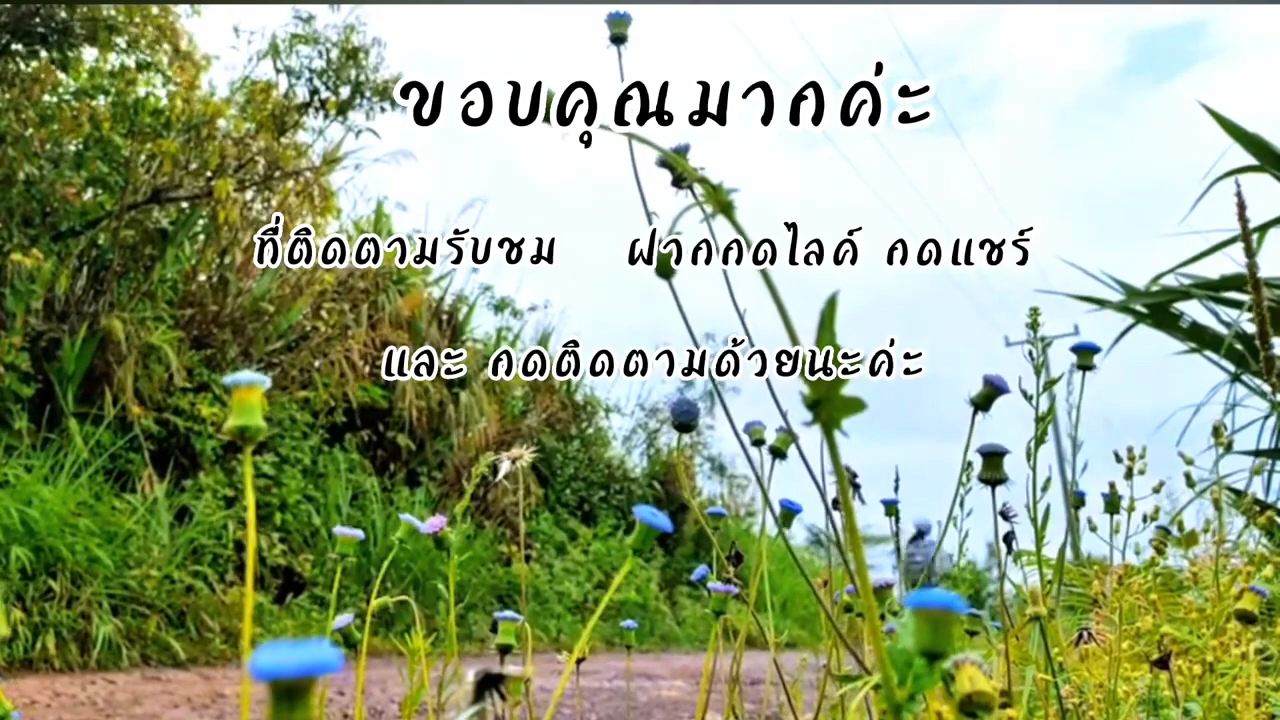 ขอบคุณมากค่ะ
ที่ติดตามรับชม ฝากกดไลค์ กดแชร์
และ กดติดตามด้วยนะค่ะ